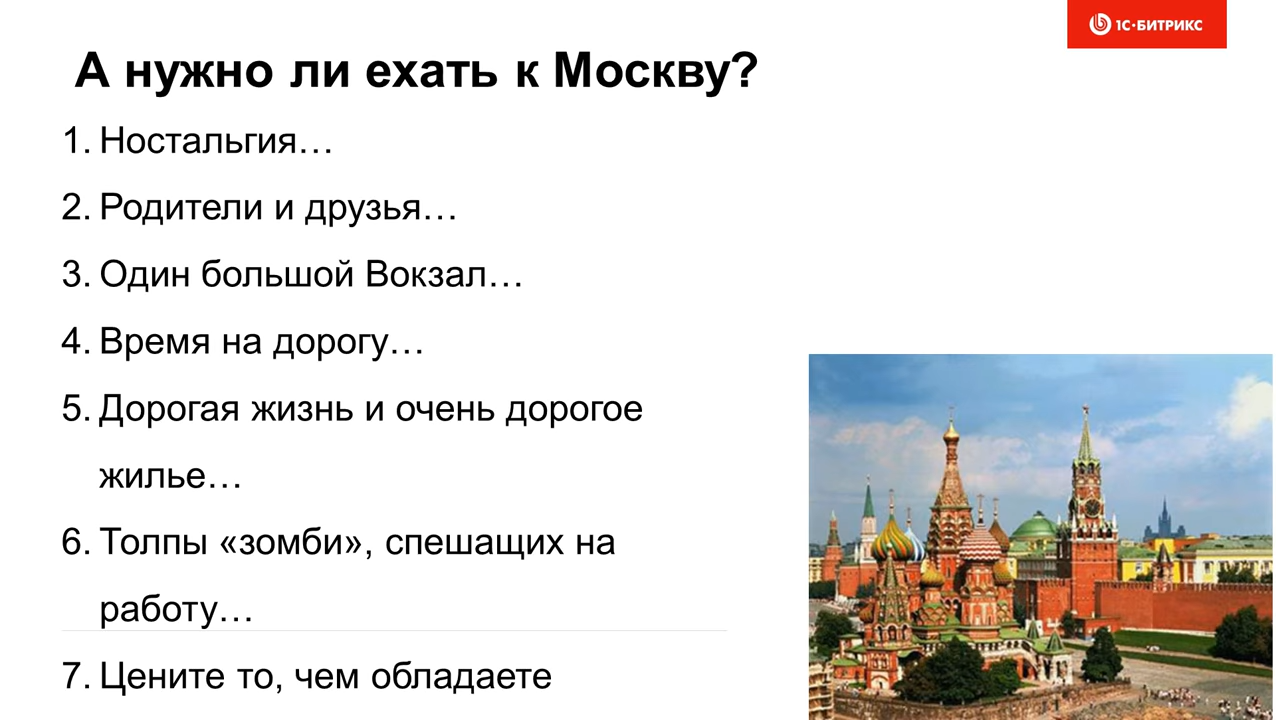 1С·БИТРИКС
А нужно ли ехать к Москву?
1. Ностальгия…
2. Родители и друзья…
3. Один большой Вокзал…
4. Время на дорогу…
5. Дорогая жизнь и очень дорогое
жилье…
6. Толпы «зомби», спешащих на
работу…
7. Цените то, чем обладаете